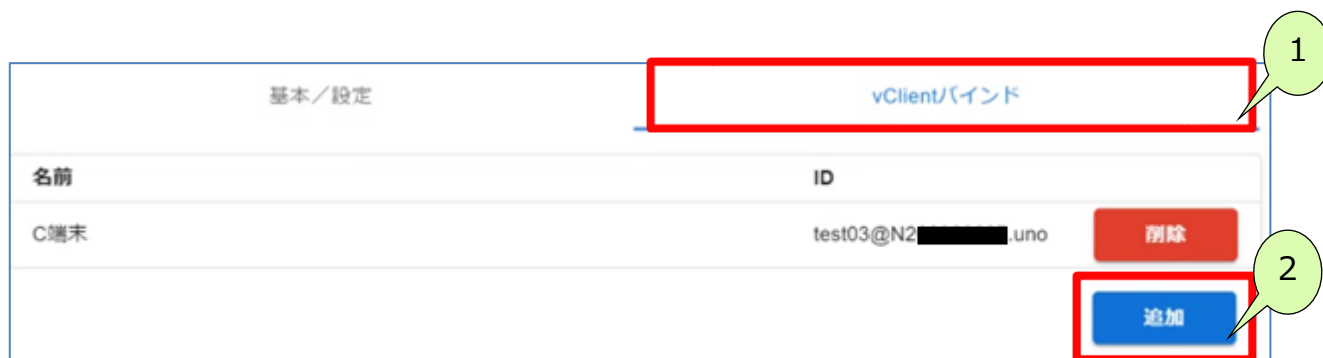 1
基本／設定
vClientバインド
名前
ID
C端末
test03@N2
.uno
削除
2
追加